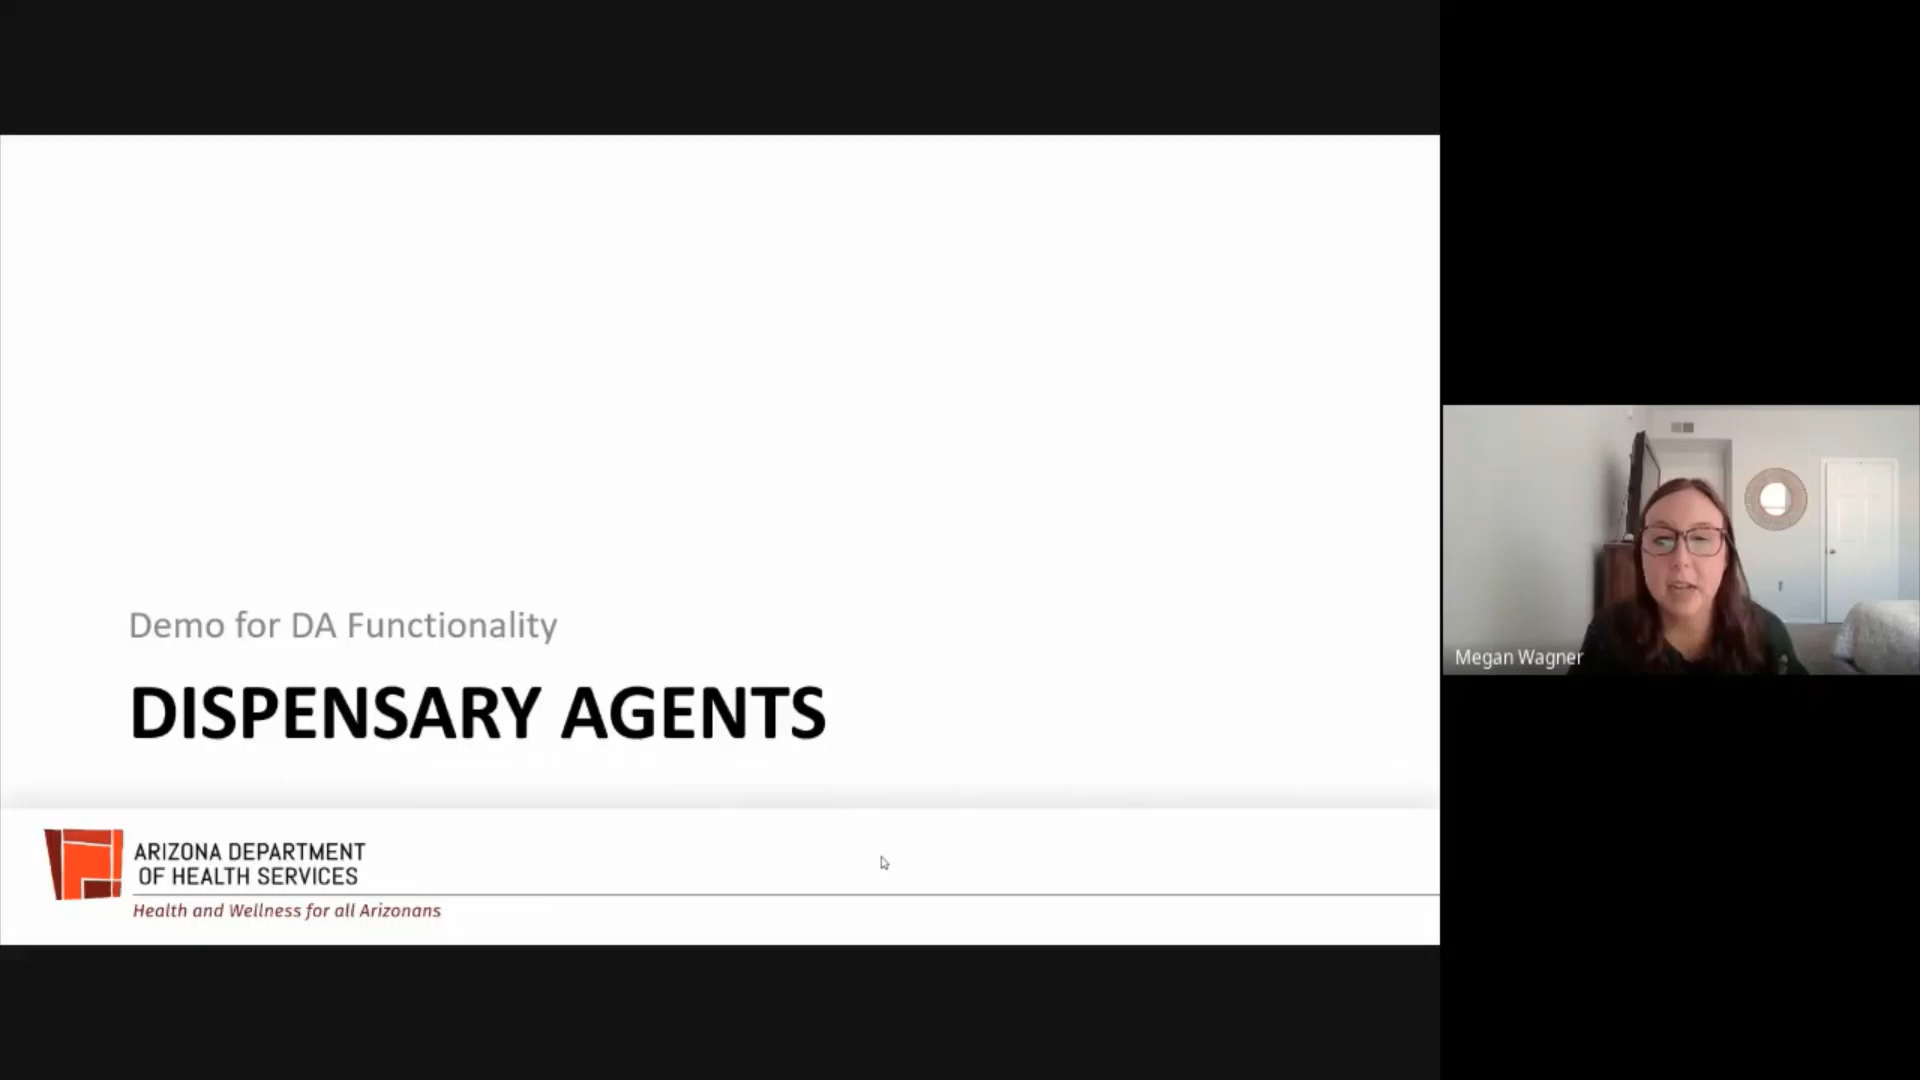 Demo for DA Functionality
DISPENSARY AGENTS
ARIZONA DEPARTMENT
OF HEALTH SERVICES
Health and Wellness for all Arizonans
Megan Wagner